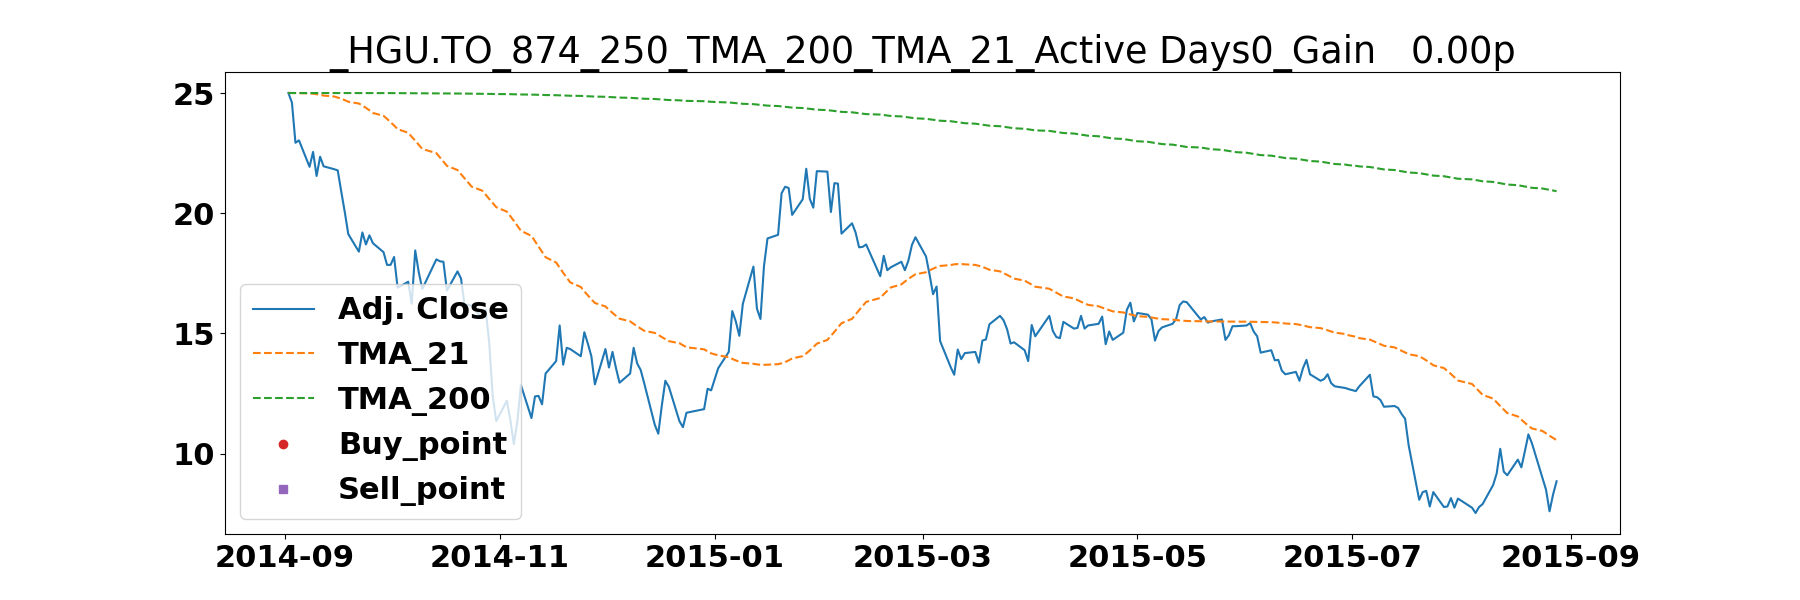 _HGU.TO_874_250_TMA_200_TMA_21_Active Days0_Gain   0.00p
25
20
15
10
Adj. Close
TMA_21
TMA_200
Buy_point
Sell_point
2014-09 2014-11 2015-01 2015-03 2015-05 2015-07 2015-09